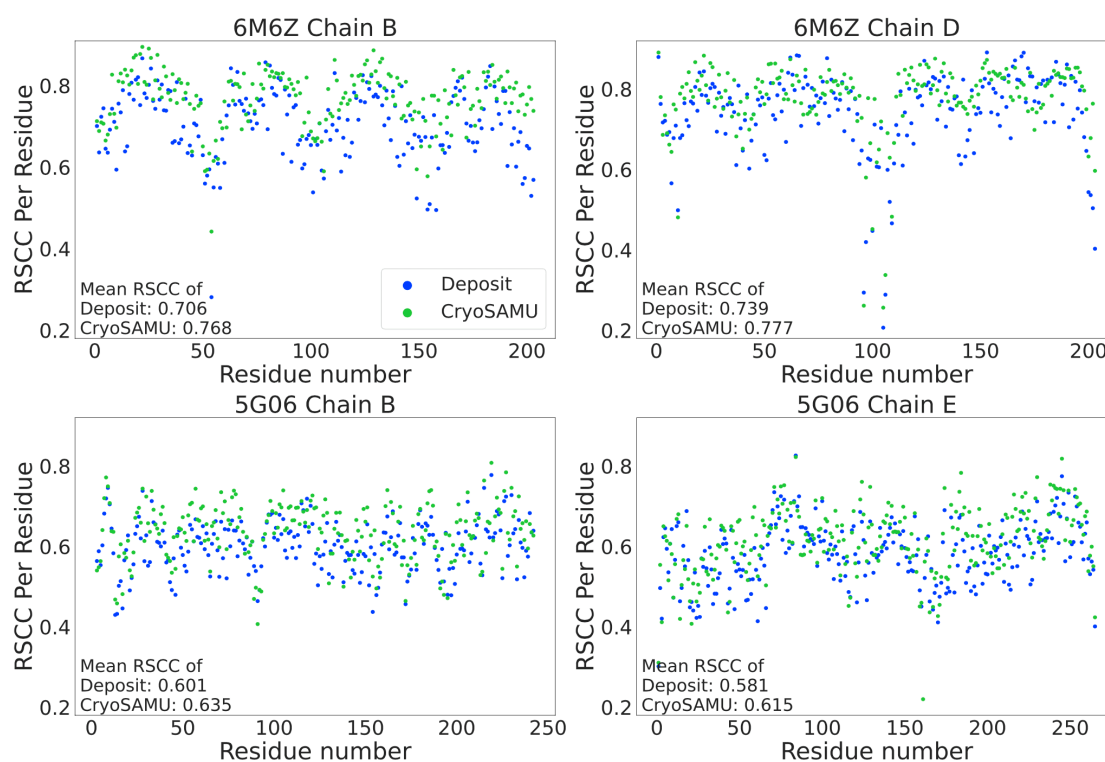 6M6Z Chain B
RSCC Per Residue
0.8
0.6
0.4
0.2
Mean RSCC of
Deposit: 0.706
CryoSAMU: 0.768
Deposit
CryoSAMU
0
50
100
150
200
Residue number
6M6Z Chain D
RSCC Per Residue
0.8
0.6
0.4
0.2
Mean RSCC of
Deposit: 0.739
CryoSAMU: 0.777
0
50
100
150
200
Residue number
5G06 Chain B
RSCC Per Residue
0.8
0.6
0.4
0.2
Mean RSCC of
Deposit: 0.601
CryoSAMU: 0.635
0
50
100
150
200
250
Residue number
5G06 Chain E
RSCC Per Residue
0.8
0.6
0.4
0.2
Mean RSCC of
Deposit: 0.581
CryoSAMU: 0.615
0
50
100
150
200
250
Residue number